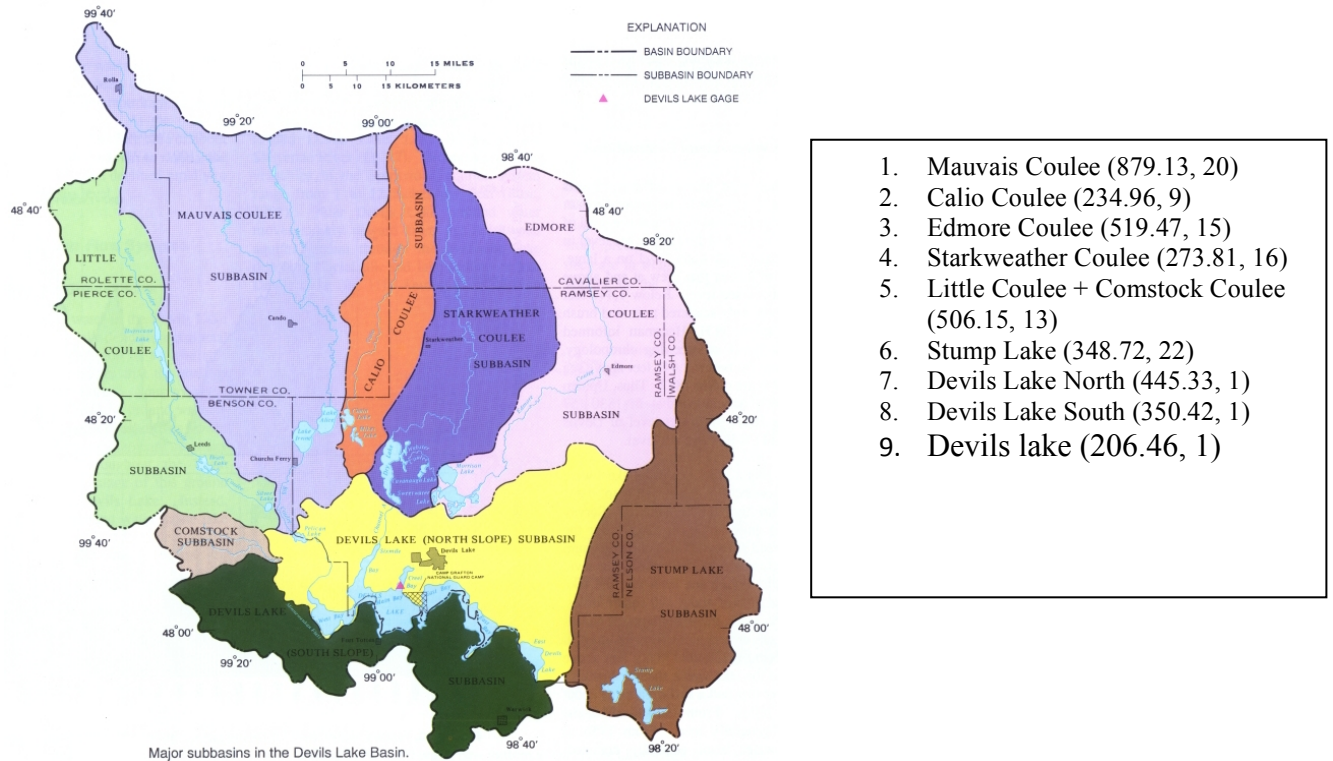 99°40'
EXPLANATION
BASIN BOUNDARY
SUBBASIN BOUNDARY
DEVILS LAKE GAGE
0 5 10 15 MILES
0 5 10 15 KILOMETERS
Rolla
99°20'
99°00'
98°40'
48°40'
48°40'
98°20'
MAUVAIS COULEE
SUBBASIN
LITTLE
COULEE
SUBBASIN
ROLETTE CO.
PIERCE CO.
Cando
TOWNER CO.
BENSON CO.
CALIO
COULEE
SUBBASIN
STARKWEATHER
COULEE
SUBBASIN
Starkweather
EDMORE
COULEE
SUBBASIN
CAVALIER CO.
RAMSEY CO.
RAMSEY CO.
WALSH CO.
Edmore
48°20'
48°20'
Leeds
Churchs Ferry
99°40'
COMSTOCK
SUBBASIN
DEVILS LAKE (NORTH SLOPE) SUBBASIN
Devils Lake
CAMP GRAFTON
NATIONAL GUARD CAMP
RAMSEY CO.
NELSON CO.
STUMP LAKE
SUBBASIN
DEVILS LAKE
(SOUTH SLOPE)
SUBBASIN
48°00'
99°20'
99°00'
48°00'
Stump
Lake
98°40'
98°20'
Major subbasins in the Devils Lake Basin.
1. Mauvais Coulee (879.13, 20)
2. Calio Coulee (234.96, 9)
3. Edmore Coulee (519.47, 15)
4. Starkweather Coulee (273.81, 16)
5. Little Coulee + Comstock Coulee
(506.15, 13)
6. Stump Lake (348.72, 22)
7. Devils Lake North (445.33, 1)
8. Devils Lake South (350.42, 1)
9. Devils lake (206.46, 1)